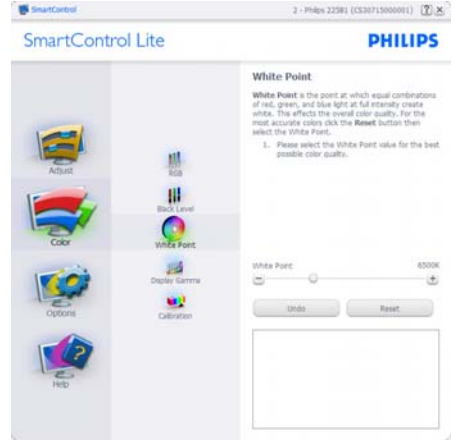 SmartControl
2 - Philips 225B1 (CS30715000001)
SmartControl Lite
PHILIPS
Adjust
Color
Options
Help
RGB
Black Level
White Point
Display Gamma
Calibration
White Point
White Point is the point at which equal combinations
of red, green, and blue light at full intensity create
white. This effects the overall color quality. For the
most accurate colors click the Reset button then
select the White Point.
1. Please select the White Point value for the best
possible color quality.
White Point
6500K
Undo
Reset